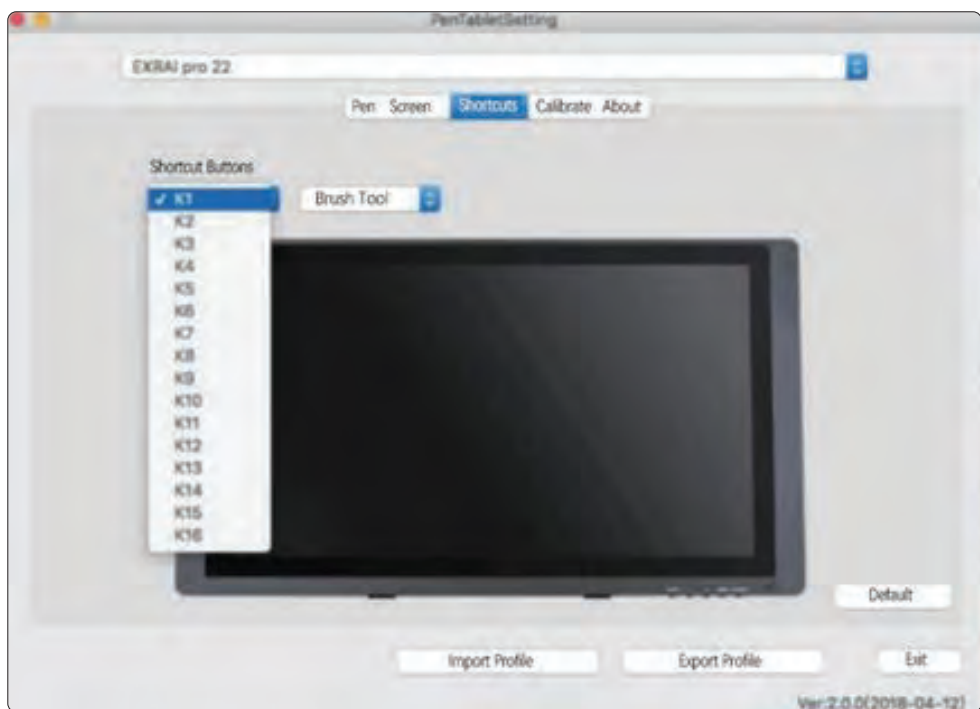 PenTabletSetting
EXRAI pro 22
Pen Screen Shortcuts Calibrate About
Shortcut Buttons
✓ K1 Brush Tool
K2
K3
K4
K5
K6
K7
K8
K9
K10
K11
K12
K13
K14
K15
K16
Default
Import Profile Export Profile Exit
Ver:2.0.0(2018-04-12)